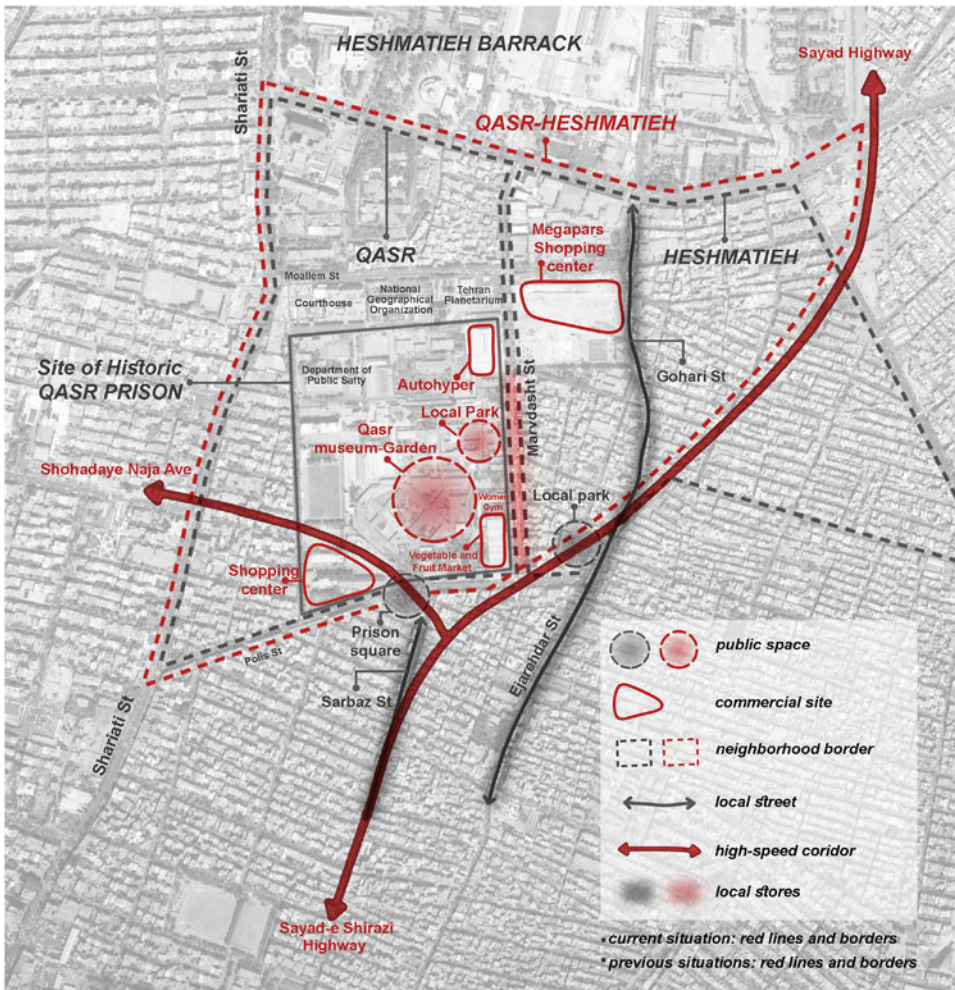 HESHMATIEH BARRACK
Sayad Highway
Shariati St
QASR-HESHMATIEH
QASR
Megapars
Shopping
center
HESHMATIEH
Moallem St
Courthouse
National
Geographical
Organization
Tehran
Planetarium
Site of Historic
QASR PRISON
Department of
Public Safty
Autohyper
Marvdasht St
Gohari St
Local Park
Qasr
museum-Garden
Shohadaye Naja Ave
Women
Gym
Local park
Vegetable and
Fruit Market
Shopping
center
Prison
square
Polis St
Sarbaz St
Ejarehdar St
Shariati St
Sayad-e Shirazi
Highway
public space
commercial site
neighborhood border
local street
high-speed coridor
local stores
*current situation: red lines and borders
*previous situations: red lines and borders